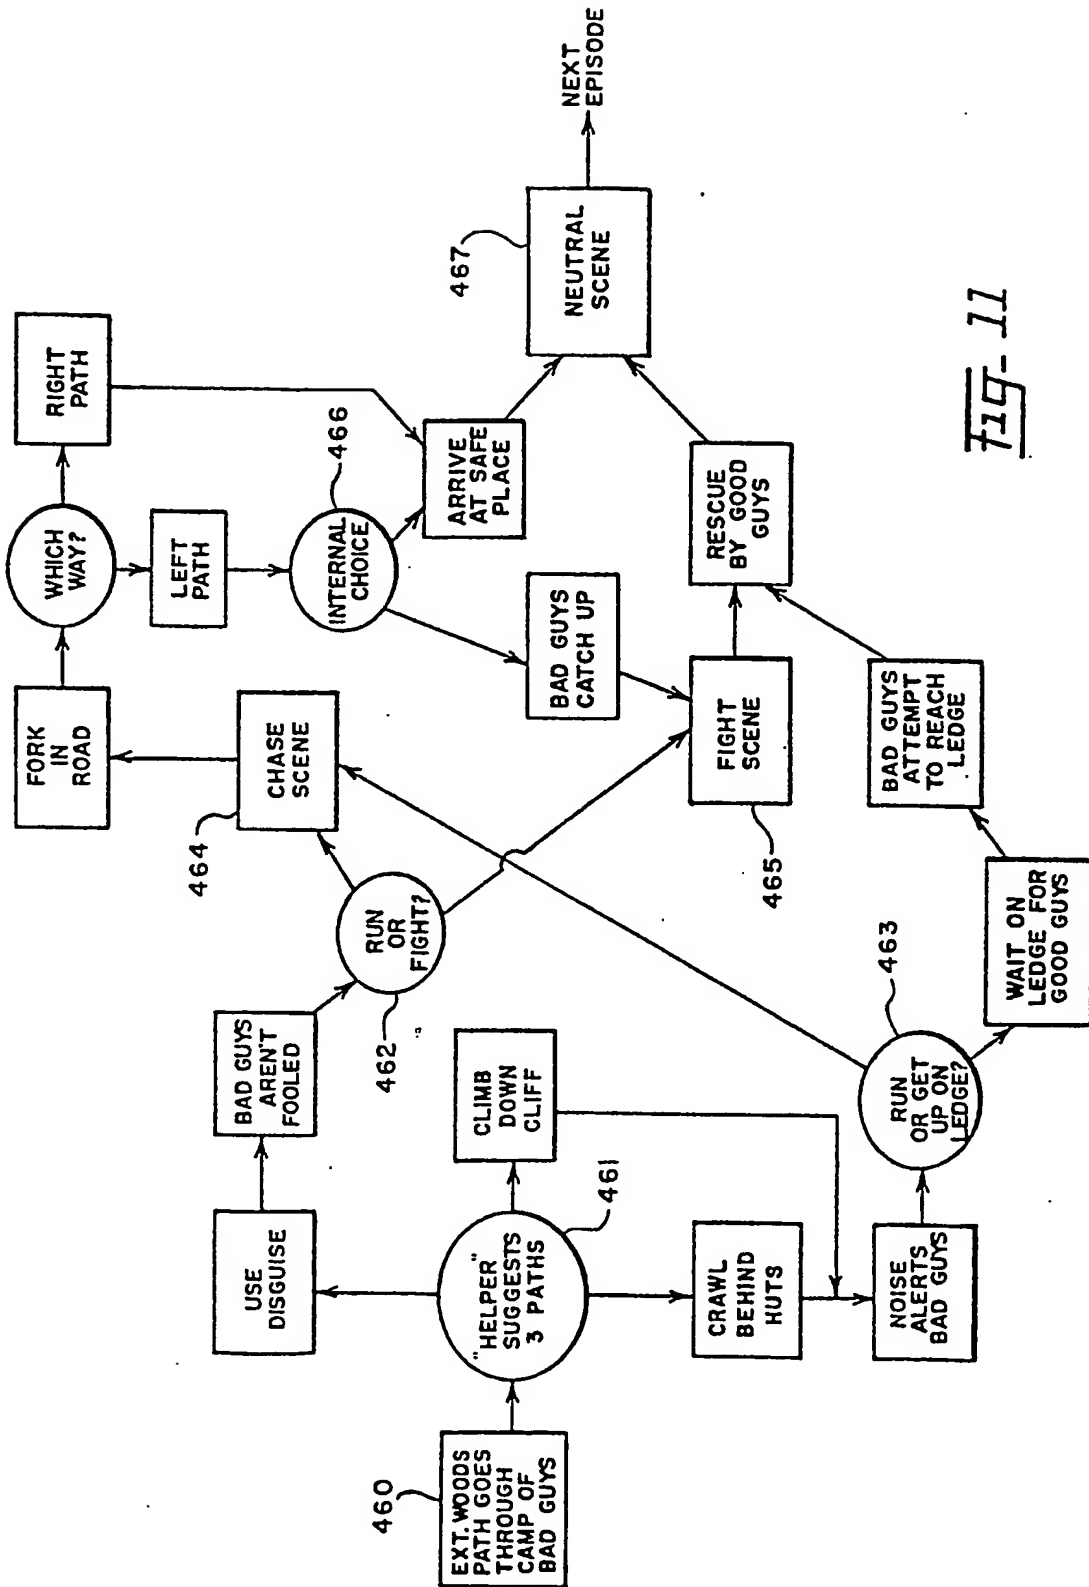 460
EXT. WOODS
PATH GOES
THROUGH
CAMP OF
BAD GUYS
"HELPER"
SUGGESTS
3 PATHS
461
USE
DISGUISE
BAD GUYS
AREN'T
FOOLED
CLIMB
DOWN
CLIFF
CRAWL
BEHIND
HUTS
NOISE
ALERTS
BAD GUYS
RUN
OR
FIGHT?
462
RUN
OR GET
UP ON
LEDGE?
463
464
CHASE
SCENE
FORK
IN
ROAD
WHICH
WAY?
RIGHT
PATH
LEFT
PATH
INTERNAL
CHOICE
466
BAD GUYS
CATCH UP
ARRIVE
AT SAFE
PLACE
FIGHT
SCENE
465
WAIT ON
LEDGE FOR
GOOD GUYS
BAD GUYS
ATTEMPT
TO REACH
LEDGE
RESCUE
BY GOOD
GUYS
467
NEUTRAL
SCENE
NEXT
EPISODE
Fig-11